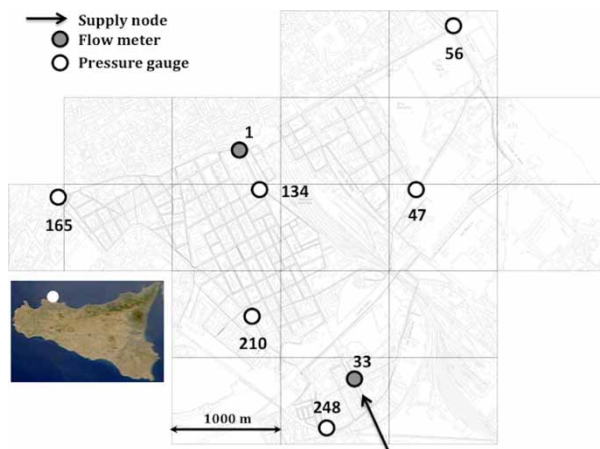 Supply node
Flow meter
Pressure gauge
56
1
134
47
165
210
33
248
1000 m